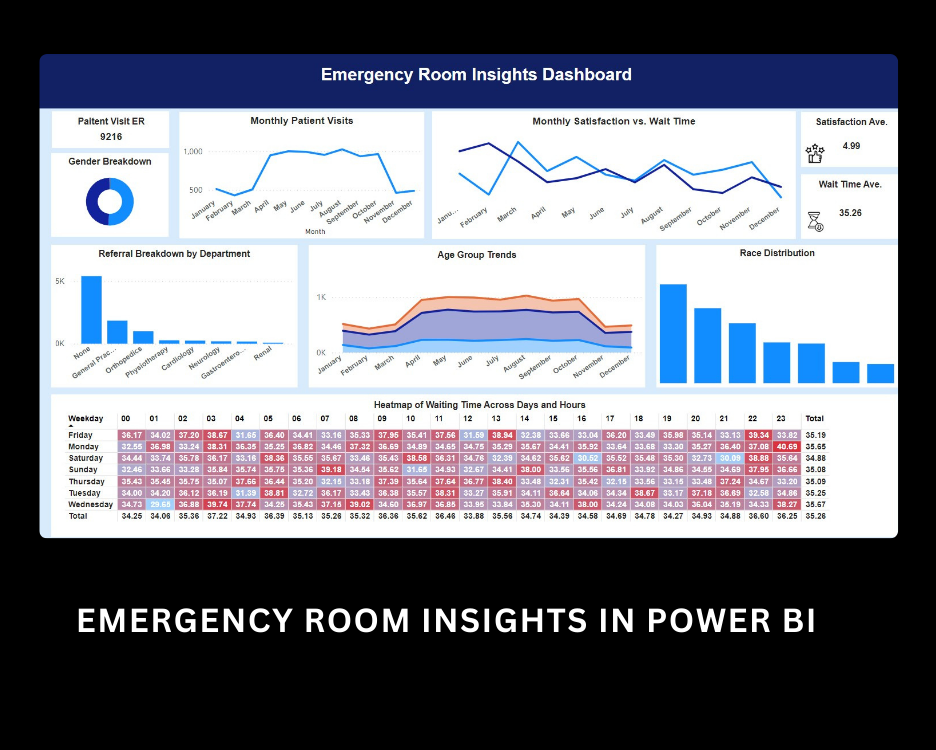 Emergency Room Insights Dashboard
Paitent Visit ER
9216
Gender Breakdown
Monthly Patient Visits
1,000
500
January February March April May June July August September October November December
Month
Monthly Satisfaction vs. Wait Time
Janu... February March April May June July August September October November December
Satisfaction Ave.
4.99
Wait Time Ave.
35.26
Referral Breakdown by Department
5K
0K
None General Prac... Orthopedics Physiotherapy Cardiology Neurology Gastroentero... Renal
Age Group Trends
1K
0K
January February March April May June July August September October November December
Race Distribution
Heatmap of Waiting Time Across Days and Hours
Weekday 00 01 02 03 04 05 06 07 08 09 10 11 12 13 14 15 16 17 18 19 20 21 22 23 Total
Friday 36.17 34.02 37.20 38.67 31.65 36.40 34.41 33.16 35.33 37.95 35.41 37.56 31.59 38.94 32.38 33.66 33.04 36.20 33.49 35.98 35.14 33.13 39.34 33.82 35.19
Monday 32.55 36.98 33.24 38.31 36.35 35.25 36.82 34.46 37.32 36.69 34.89 34.65 34.75 35.29 35.67 34.41 35.92 33.64 33.68 33.30 35.27 36.40 37.08 40.69 35.65
Saturday 34.44 33.74 35.78 36.17 33.16 38.36 35.55 35.67 33.46 35.43 38.56 36.31 34.76 32.39 34.62 35.62 30.52 35.53 35.48 35.30 32.73 30.89 38.88 35.64 34.88
Sunday 32.46 33.66 33.28 35.84 35.74 35.75 35.36 39.18 34.54 35.62 31.65 34.93 32.67 34.41 38.00 33.56 35.56 36.81 33.92 34.86 34.55 34.69 37.95 36.66 35.08
Thursday 35.43 35.45 35.75 35.07 37.66 36.44 35.20 32.15 33.18 37.39 35.64 37.64 36.77 38.40 33.48 32.31 35.42 32.15 33.56 33.15 33.48 37.24 34.67 33.20 35.09
Tuesday 34.00 34.20 36.12 36.19 31.39 38.81 32.72 36.17 33.43 36.38 35.57 38.31 33.27 35.91 34.11 36.64 34.06 34.34 38.67 33.17 37.18 36.69 32.58 34.86 35.25
Wednesday 34.73 29.65 36.88 39.74 37.74 34.25 35.43 37.15 39.02 34.50 36.97 36.85 33.95 33.84 35.30 34.11 38.00 34.24 34.08 34.03 36.04 35.19 34.33 38.27 35.67
Total 34.25 34.06 35.36 37.22 34.93 36.39 35.13 35.26 35.32 36.36 35.62 36.46 33.88 35.56 34.74 34.39 34.58 34.69 34.78 34.27 34.93 34.88 36.60 36.25 35.26
EMERGENCY ROOM INSIGHTS IN POWER BI